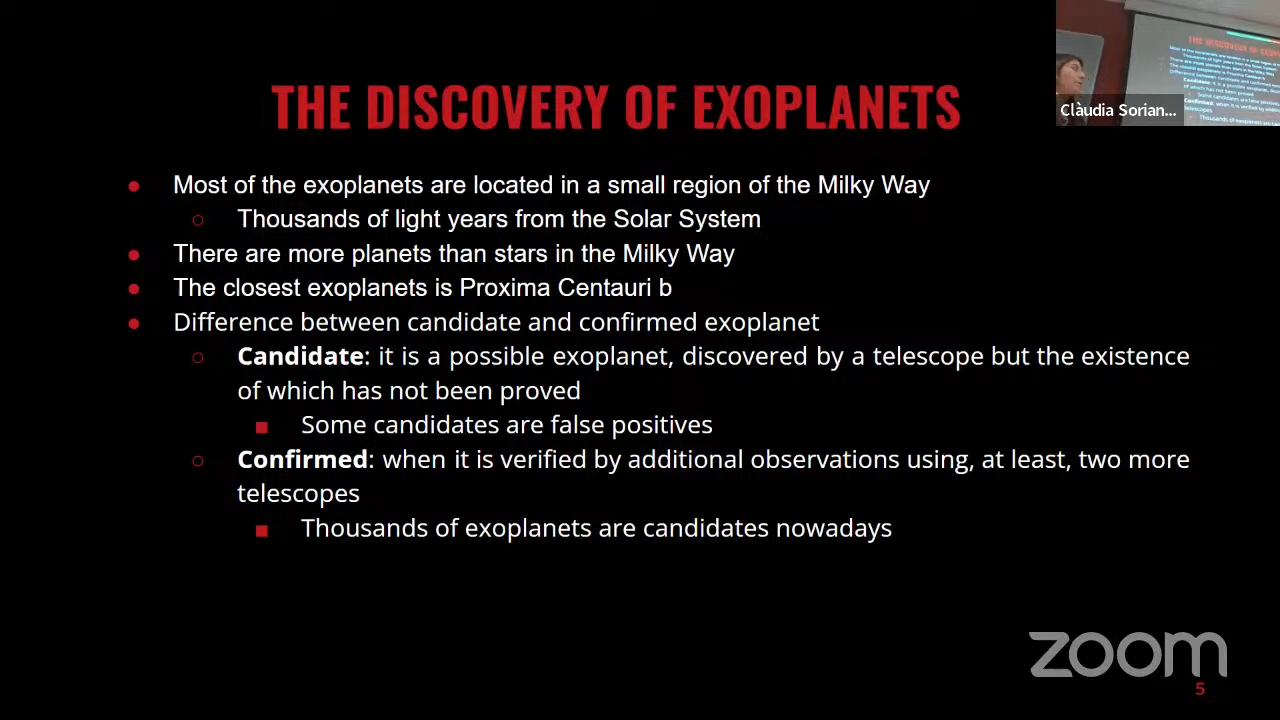 THE DISCOVERY OF EXOPLANETS
Most of the exoplanets are located in a small region of the Milky Way
Thousands of light years from the Solar System
There are more planets than stars in the Milky Way
The closest exoplanets is Proxima Centauri b
Difference between candidate and confirmed exoplanet
Candidate: it is a possible exoplanet, discovered by a telescope but the existence
of which has not been proved
Some candidates are false positives
Confirmed: when it is verified by additional observations using, at least, two more
telescopes
Thousands of exoplanets are candidates nowadays
Clàudia Sorian...
zoom
5